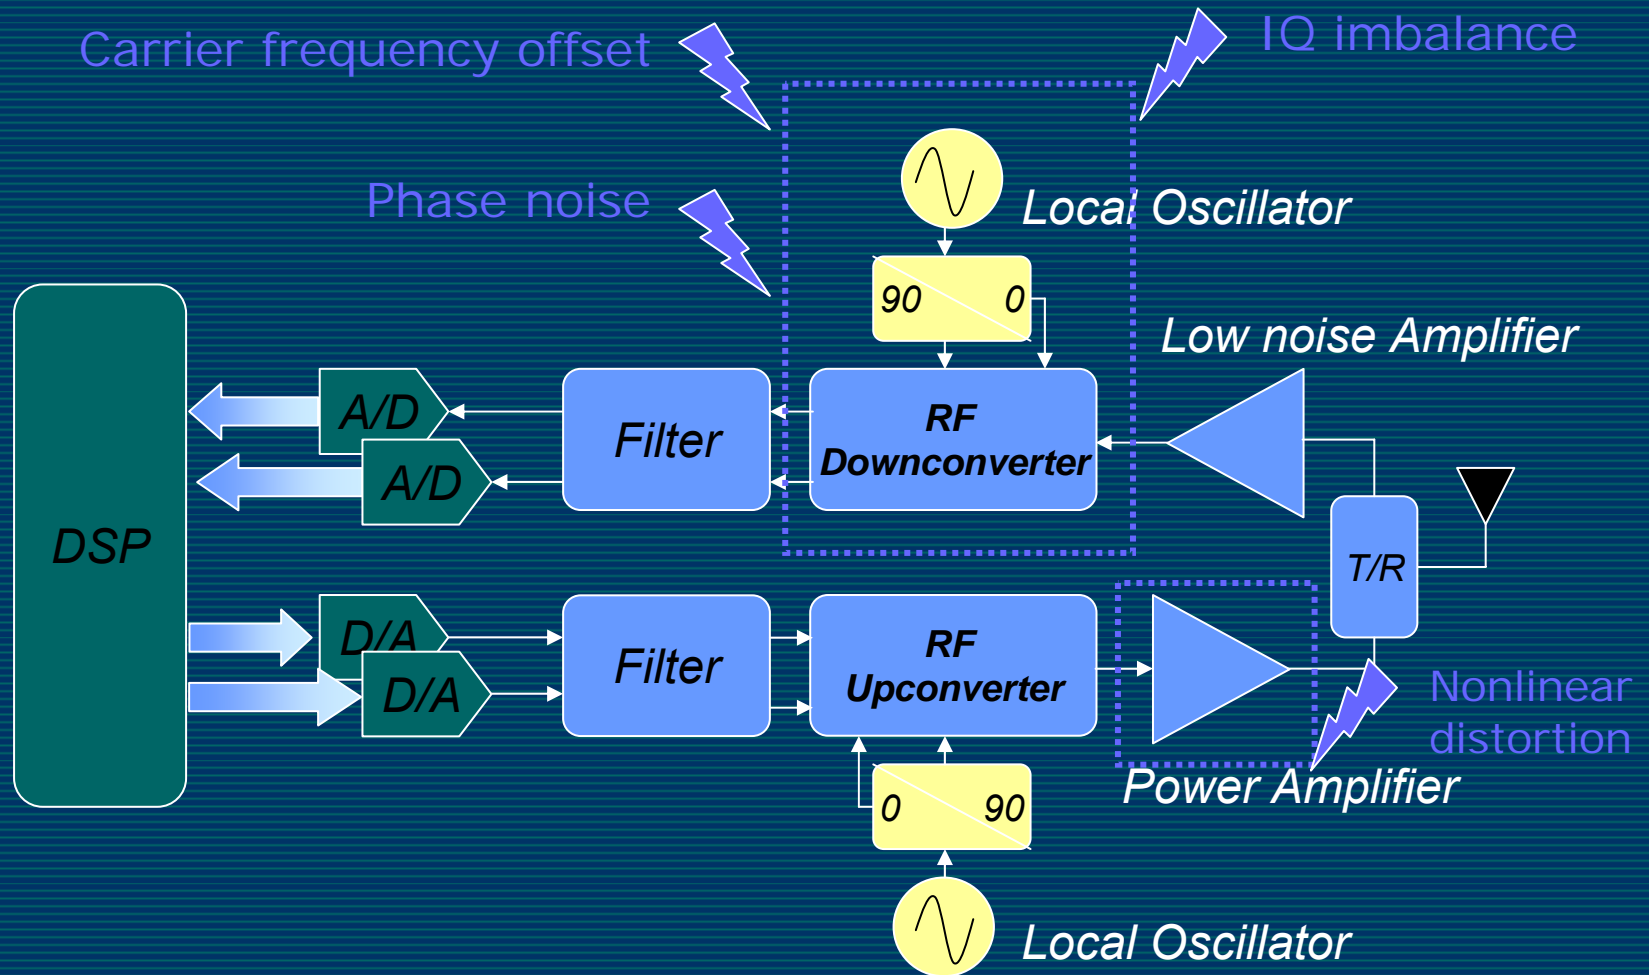 Carrier frequency offset
IQ imbalance
Phase noise
Local Oscillator
90 0
Low noise Amplifier
A/D
A/D
Filter
RF
Downconverter
DSP
T/R
D/A
D/A
Filter
RF
Upconverter
Nonlinear
distortion
Power Amplifier
0 90
Local Oscillator